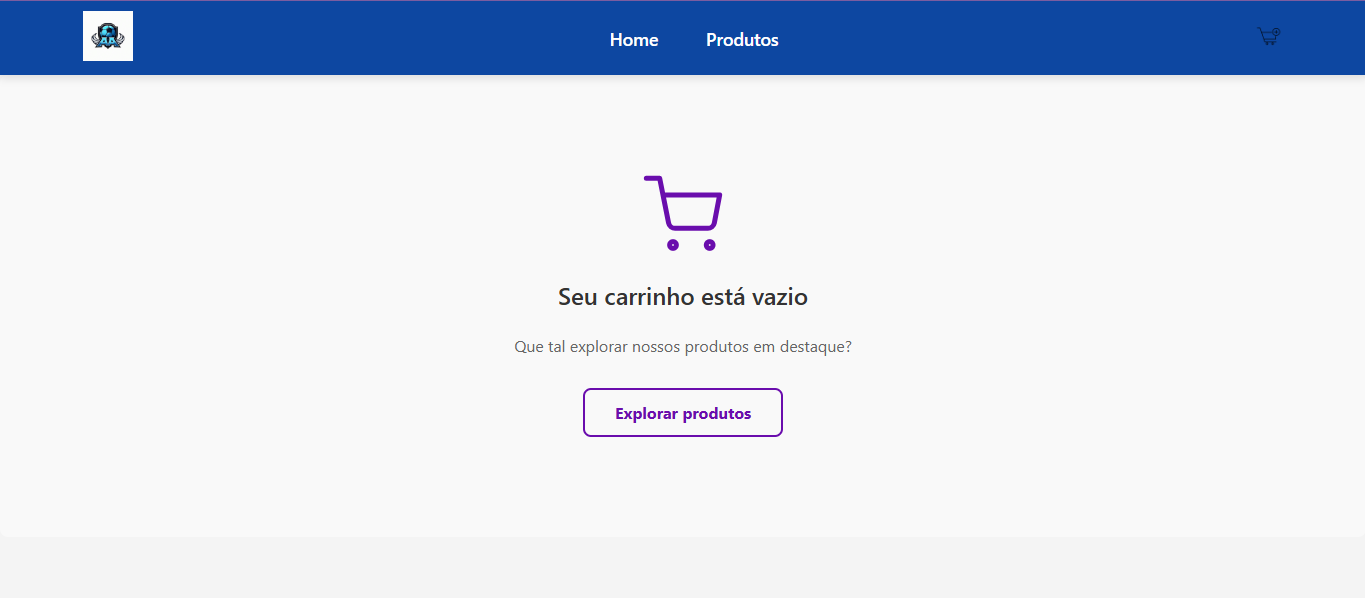 Home
Produtos
Seu carrinho está vazio
Que tal explorar nossos produtos em destaque?
Explorar produtos